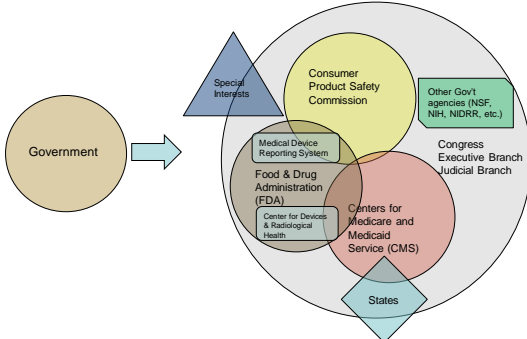 Government
Special
Interests
Consumer
Product Safety
Commission
Other Gov't
agencies (NSF,
NIH, NIDRR, etc.)
Congress
Executive Branch
Judicial Branch
Medical Device
Reporting System
Food & Drug
Administration
(FDA)
Center for Devices
& Radiological
Health
Centers for
Medicare and
Medicaid
Service (CMS)
States